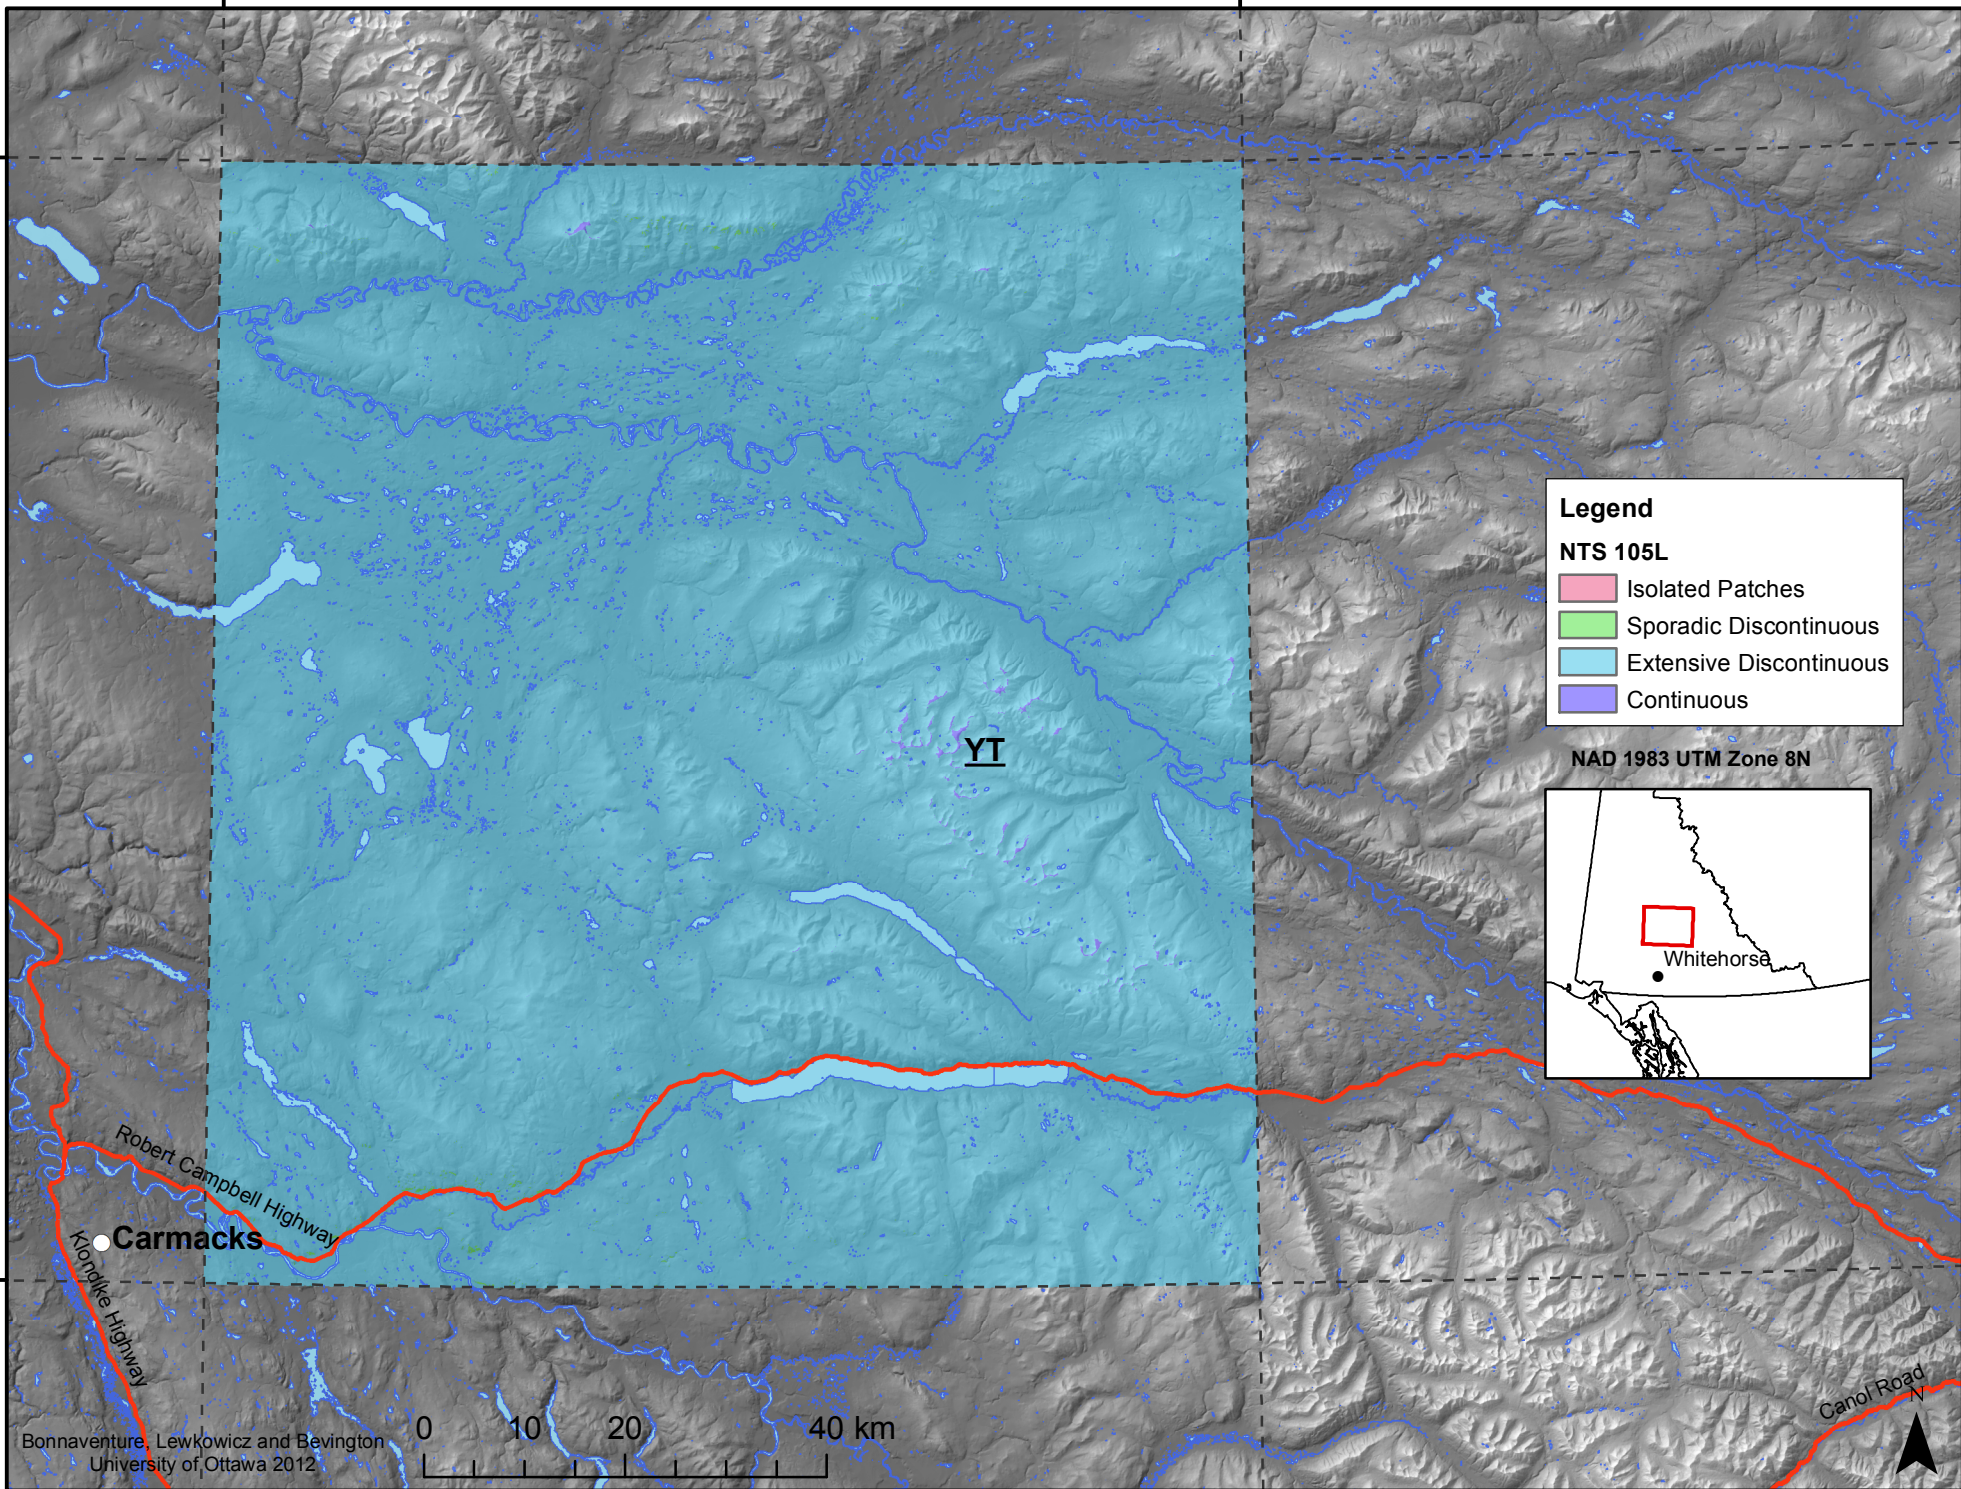 Legend
NTS 105L
Isolated Patches
Sporadic Discontinuous
Extensive Discontinuous
Continuous
NAD 1983 UTM Zone 8N
YT
Whitehorse
Robert Campbell Highway
Carmacks
Klondike Highway
Canol Road
N
0 10 20 40 km
Bonnaventure, Lewkowicz and Bevington
University of Ottawa 2012